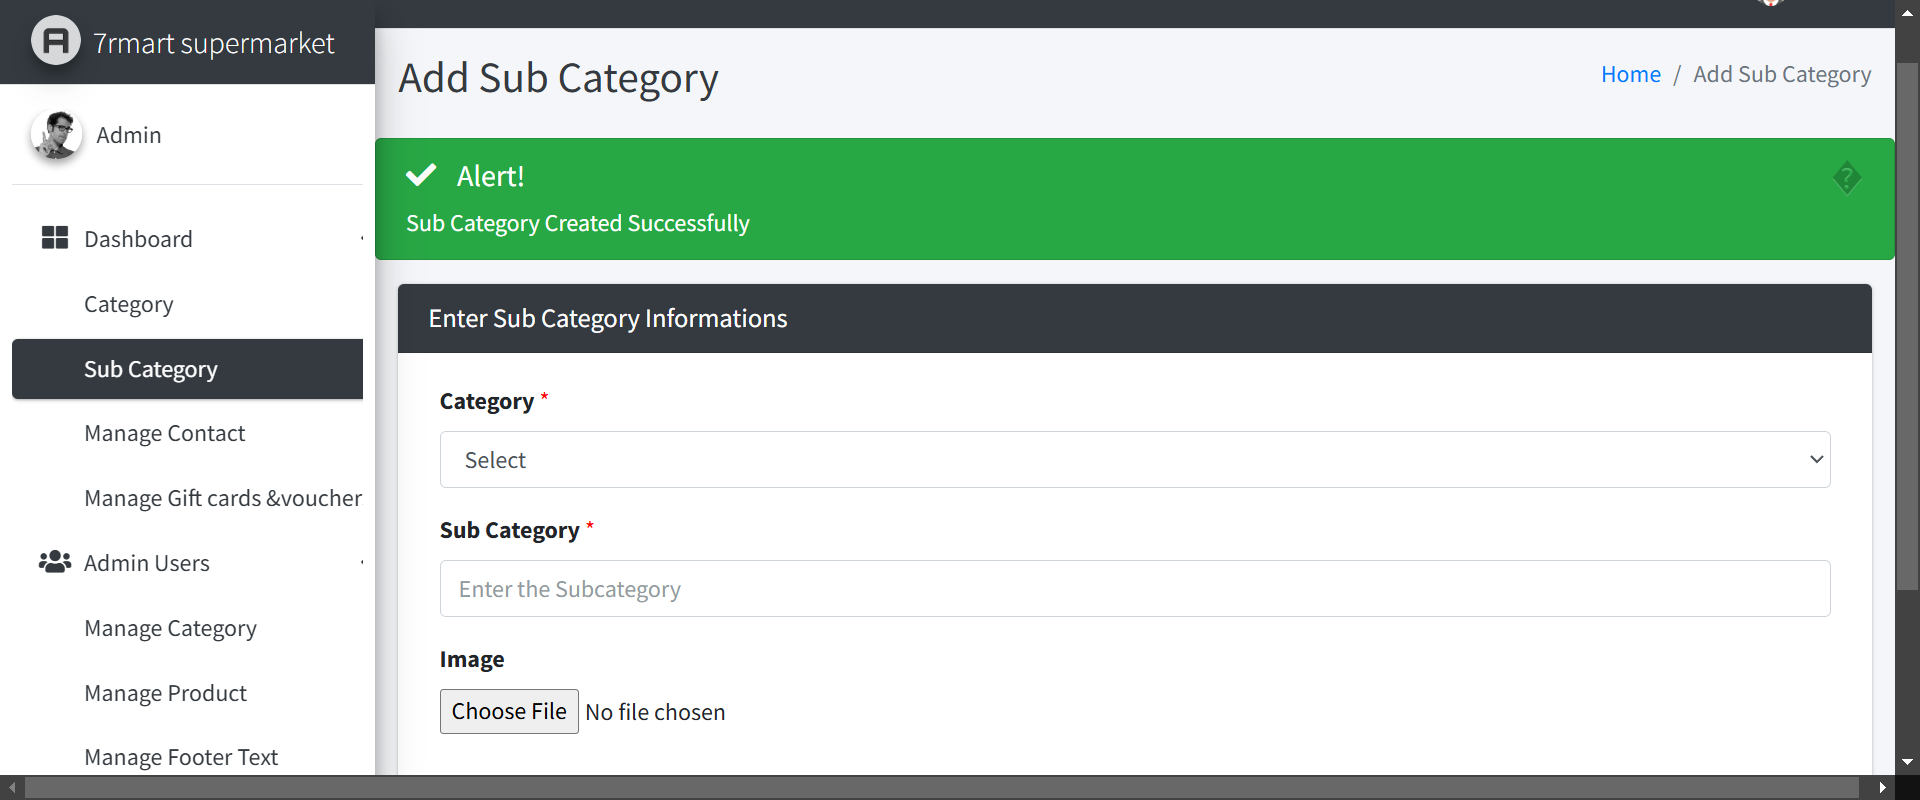 7rmart supermarket
Admin
Dashboard
Category
Sub Category
Manage Contact
Manage Gift cards &voucher
Admin Users
Manage Category
Manage Product
Manage Footer Text
Add Sub Category
Home / Add Sub Category
Alert!
Sub Category Created Successfully
Enter Sub Category Informations
Category *
Select
Sub Category *
Enter the Subcategory
Image
Choose File No file chosen